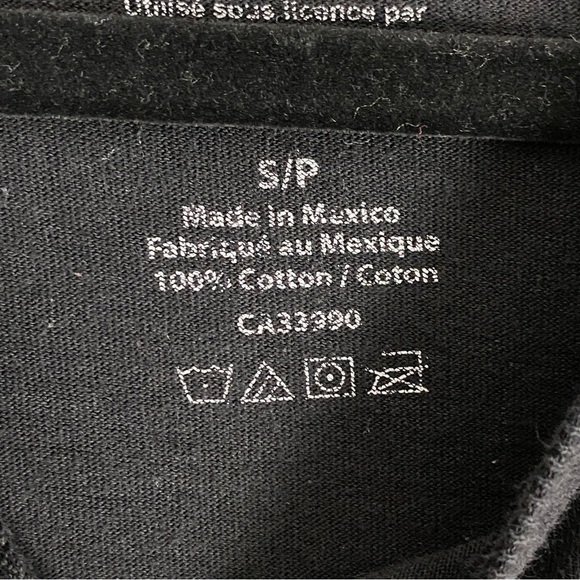 Utilisé sous licence par
S/P
Made in Mexico
Fabriqué au Mexique
100% Cotton / Coton
CA33990